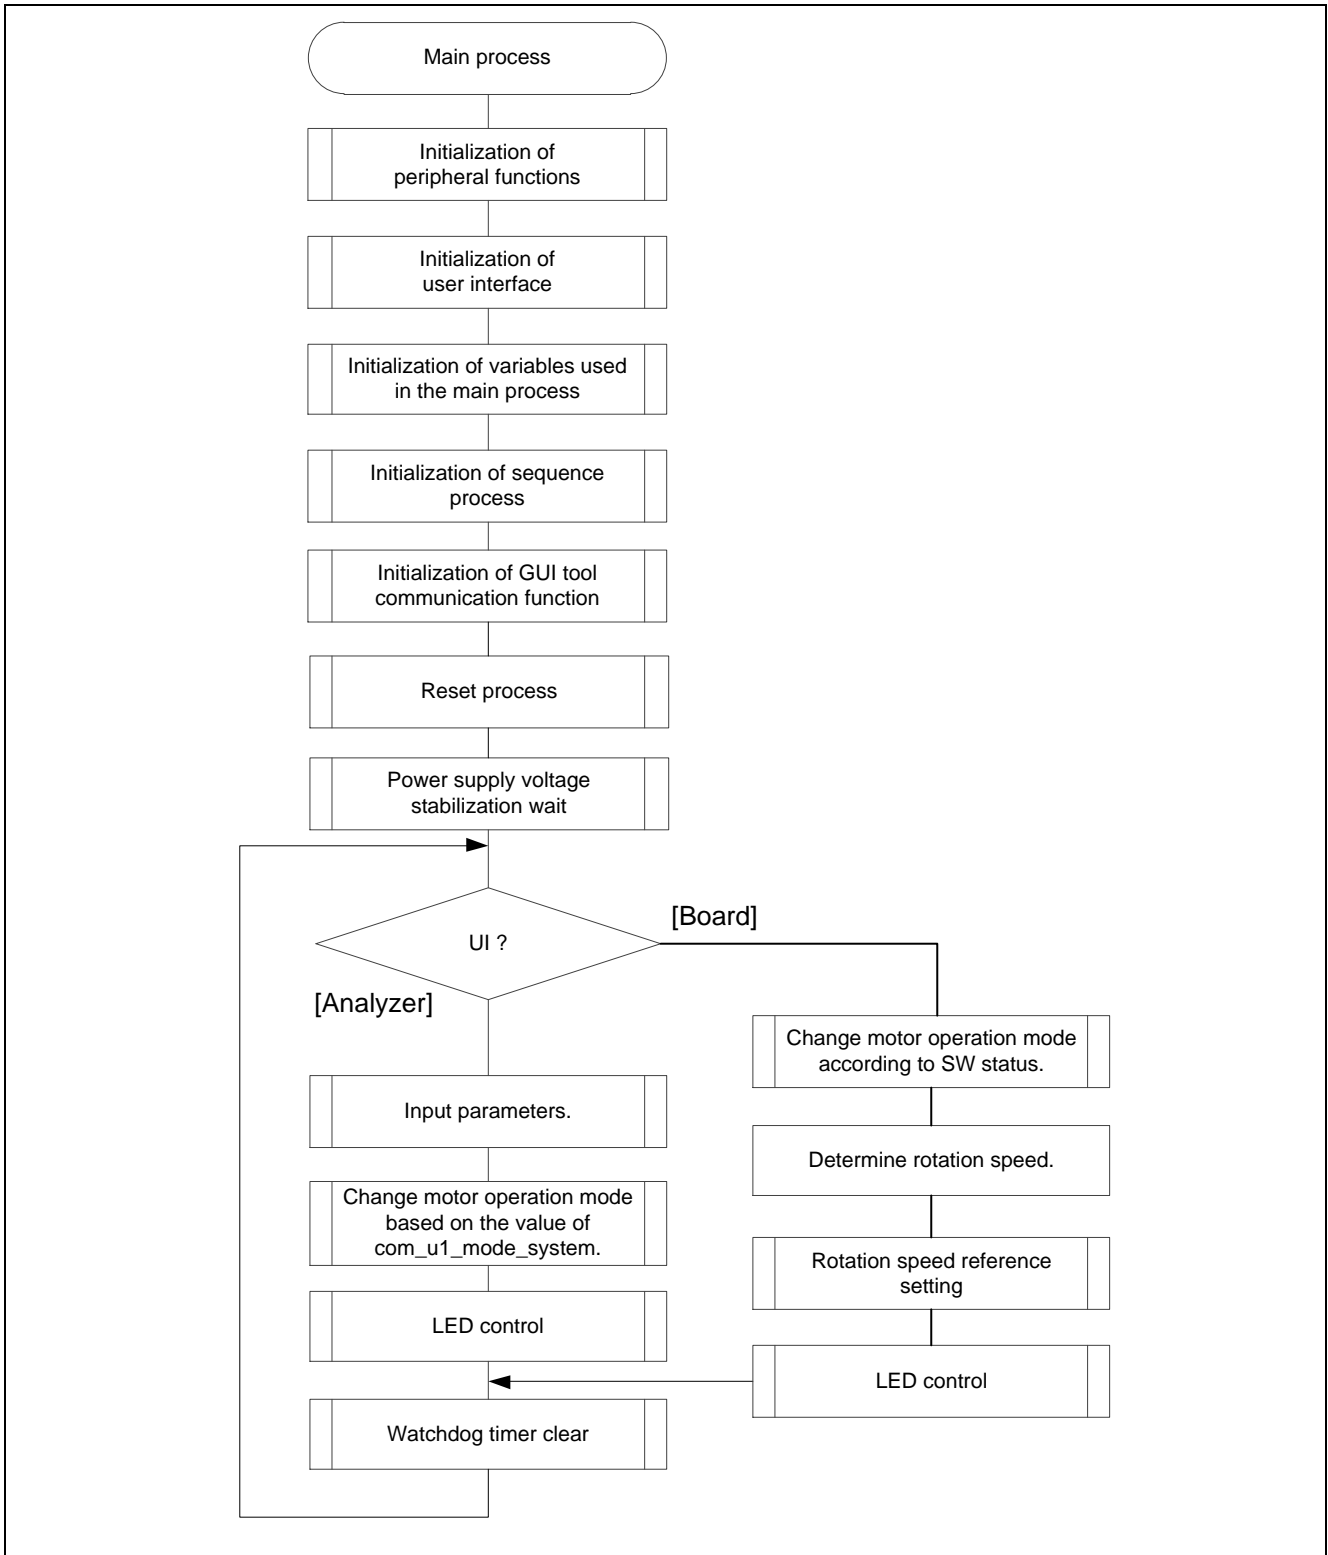 Main process
Initialization of
peripheral functions
Initialization of
user interface
Initialization of variables used
in the main process
Initialization of sequence
process
Initialization of GUI tool
communication function
Reset process
Power supply voltage
stabilization wait
UI ?
[Board]
[Analyzer]
Input parameters.
Change motor operation mode
based on the value of
com_u1_mode_system.
LED control
Change motor operation mode
according to SW status.
Determine rotation speed.
Rotation speed reference
setting
LED control
Watchdog timer clear